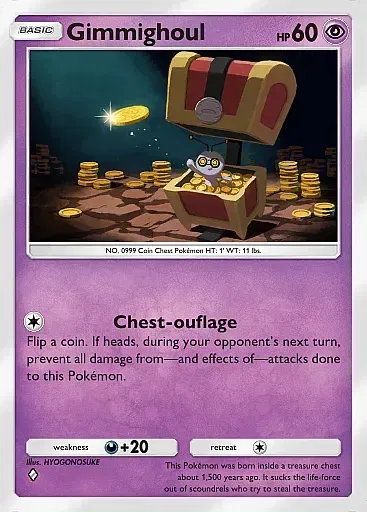 BASIC Gimmighoul HP 60
NO. 0999 Coin Chest Pokémon HT: 1' WT: 11 lbs.
Chest-ouflage
Flip a coin. If heads, during your opponent's next turn,
prevent all damage from—and effects of—attacks done
to this Pokémon.
weakness +20 retreat
Illus. HYOGONOSUKE
This Pokémon was born inside a treasure chest
about 1,500 years ago. It sucks the life-force
out of scoundrels who try to steal the treasure.